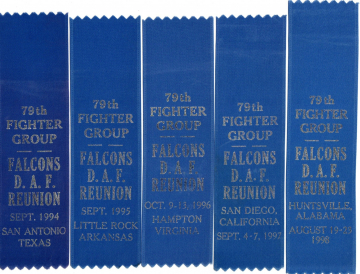 79th
FIGHTER
GROUP
FALCONS
D. A. F.
REUNION
SEPT. 1994
SAN ANTONIO
TEXAS
79th
FIGHTER
GROUP
FALCONS
D. A. F.
REUNION
SEPT. 1995
LITTLE ROCK
ARKANSAS
79th
FIGHTER
GROUP
FALCONS
D. A. F.
REUNION
OCT. 9-13, 1996
HAMPTON
VIRGINIA
79th
FIGHTER
GROUP
FALCONS
D. A. F.
REUNION
SAN DIEGO,
CALIFORNIA
SEPT. 4-7, 1997
79th
FIGHTER
GROUP
FALCONS
D. A. F.
REUNION
HUNTSVILLE,
ALABAMA
AUGUST
1998